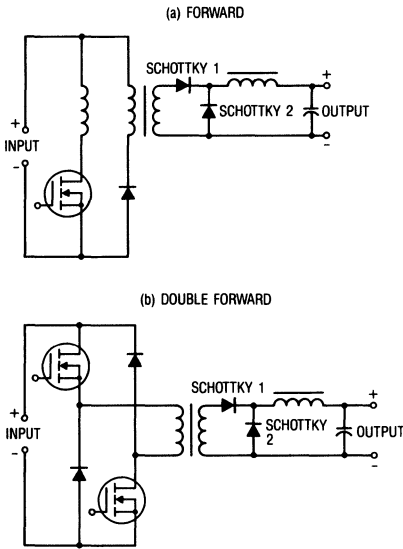 (a) FORWARD
SCHOTTKY 1
+
+
SCHOTTKY 2
OUTPUT
INPUT
-
-
(b) DOUBLE FORWARD
SCHOTTKY 1
+
+
SCHOTTKY
2
OUTPUT
INPUT
-
-